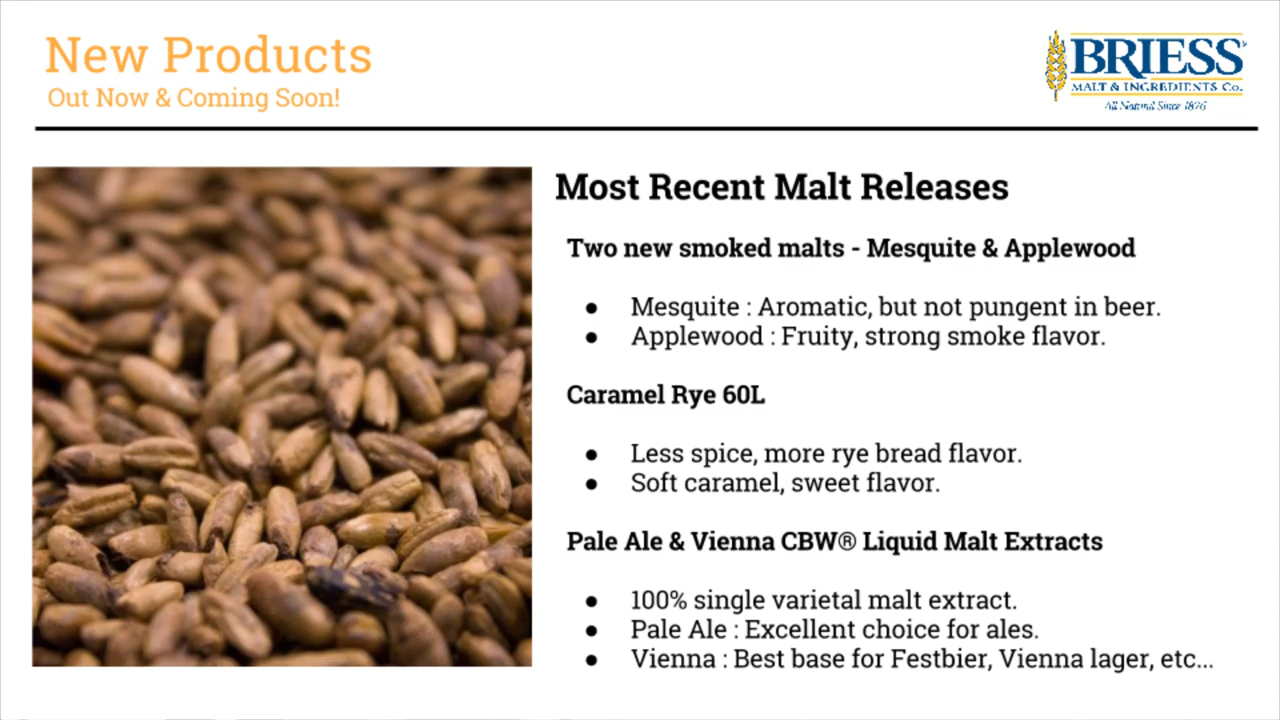 New Products
Out Now & Coming Soon!
BRIESS
MALT & INGREDIENTS Co.
All Natural Since 1876
Most Recent Malt Releases
Two new smoked malts - Mesquite & Applewood
● Mesquite : Aromatic, but not pungent in beer.
● Applewood : Fruity, strong smoke flavor.
Caramel Rye 60L
● Less spice, more rye bread flavor.
● Soft caramel, sweet flavor.
Pale Ale & Vienna CBW® Liquid Malt Extracts
● 100% single varietal malt extract.
● Pale Ale : Excellent choice for ales.
● Vienna : Best base for Festbier, Vienna lager, etc...